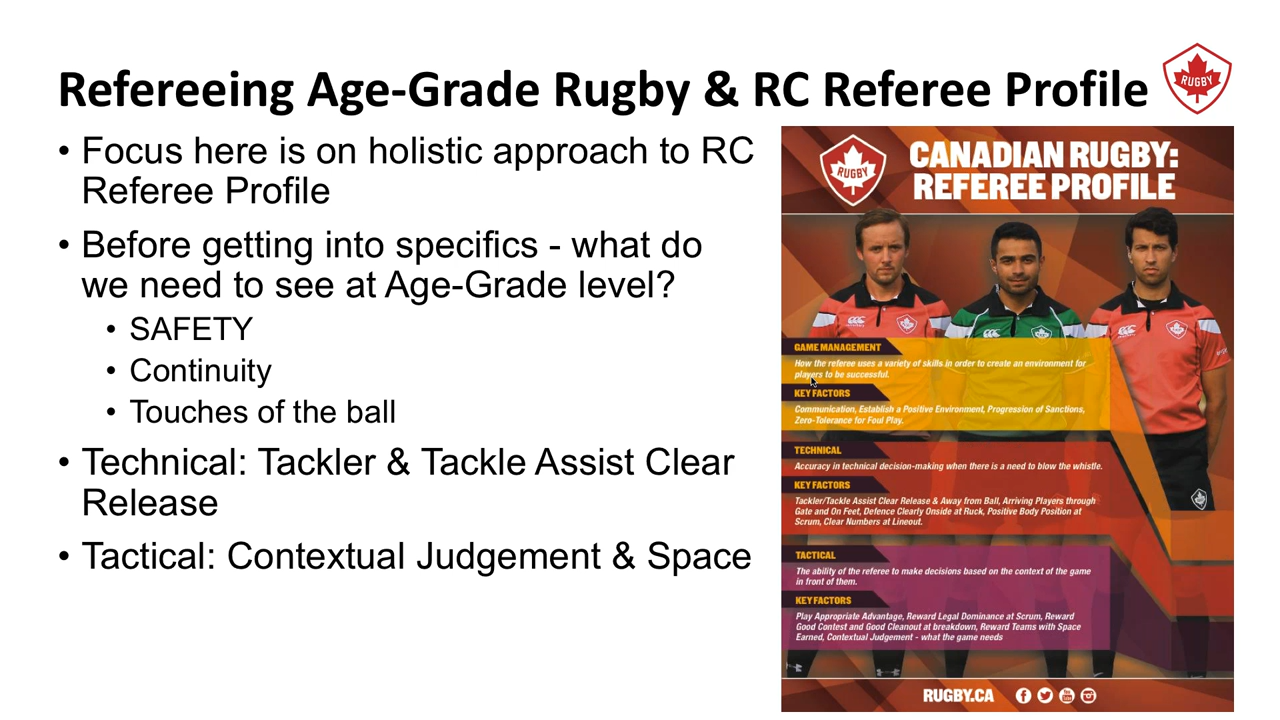 Refereeing Age-Grade Rugby & RC Referee Profile
RUGBY
• Focus here is on holistic approach to RC
Referee Profile
• Before getting into specifics - what do
we need to see at Age-Grade level?
• SAFETY
• Continuity
• Touches of the ball
• Technical: Tackler & Tackle Assist Clear
Release
• Tactical: Contextual Judgement & Space
RUGBY
CANADIAN RUGBY:
REFEREE PROFILE
GAME MANAGEMENT
How the referee uses a variety of skills in order to create an environment for
players to be successful.
KEY FACTORS
Communication, Establish a Positive Environment, Progression of Sanctions,
Zero-Tolerance for Foul Play.
TECHNICAL
Accuracy in technical decision-making when there is a need to blow the whistle.
KEY FACTORS
Tackler/Tackle Assist Clear Release & Away from Ball, Arriving Players through
Gate and On Feet, Defence Clearly Onside at Ruck, Positive Body Position at
Scrum, Clear Numbers at Lineout.
TACTICAL
The ability of the referee to make decisions based on the context of the game
in front of them.
KEY FACTORS
Play Appropriate Advantage, Reward Legal Dominance at Scrum, Reward
Good Contest and Good Cleanout at breakdown, Reward Teams with Space
Earned, Contextual Judgement - what the game needs
RUGBY.CA